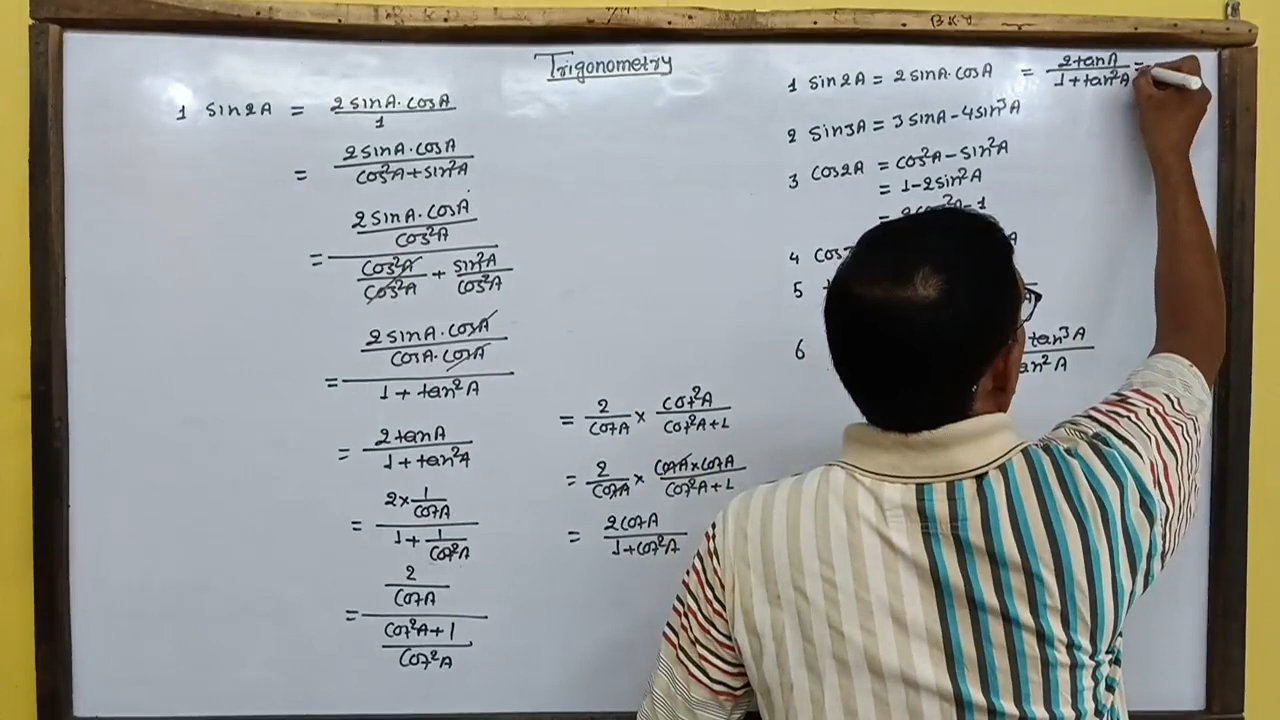 B.K.Y
Trigonometry
1 sin2A = 2sinA.cosA / 1
= 2sinA.cosA / cos²A+sin²A
= (2sinA.cosA / cos²A) / (cos²A / cos²A + sin²A / cos²A)
= (2sinA.cosA / cosA.cosA) / (1 + tan²A)
= 2tanA / 1+tan²A
= (2×1/cotA) / (1+1/cot²A)
= (2 / cotA) / (cot²A+1 / cot²A)
= 2/cotA × cot²A / cot²A+1
= 2/cotA × cotA×cotA / cot²A+1
= 2cotA / 1+cot²A
1 sin2A = 2sinA.cosA = 2tanA / 1+tan²A =
2 sin3A = 3sinA-4sin³A
3 cos2A = cos²A-sin²A
= 1-2sin²A
4
5
6 tan³A